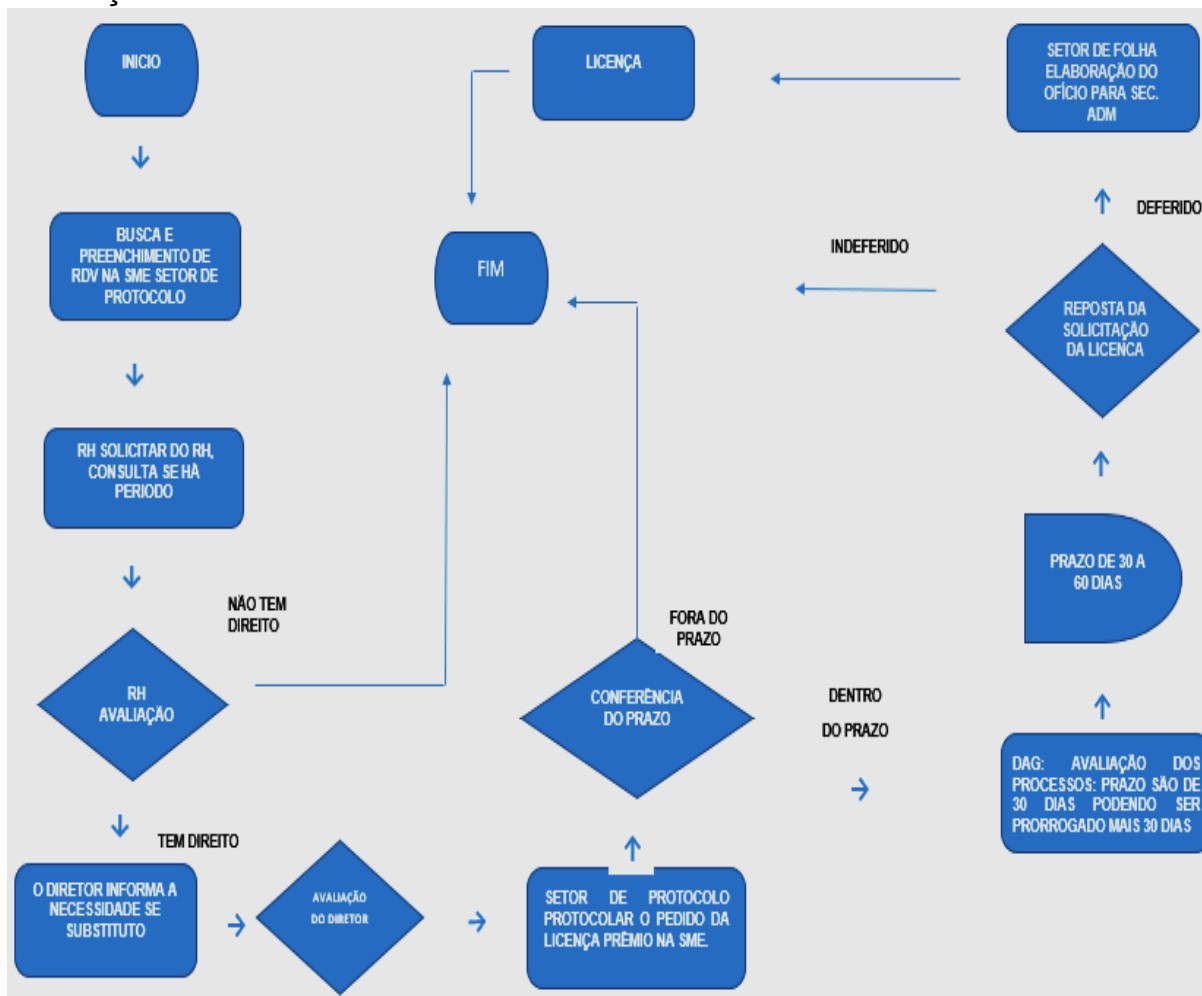 INICIO
BUSCA E
PREENCHIMENTO DE
RDV NA SME SETOR DE
PROTOCOLO
RH SOLICITAR DO RH,
CONSULTA SE HÀ
PERIODO
RH
AVALIAÇÃO
NÃO TEM
DIREITO
TEM DIREITO
O DIRETOR INFORMA A
NECESSIDADE SE
SUBSTITUTO
AVALIAÇÃO
DO DIRETOR
SETOR DE PROTOCOLO
PROTOCOLAR O PEDIDO DA
LICENÇA PRÊMIO NA SME.
CONFERÊNCIA
DO PRAZO
FORA DO
PRAZO
DENTRO
DO PRAZO
DAG: AVALIAÇÃO DOS
PROCESSOS: PRAZO SÃO DE
30 DIAS PODENDO SER
PRORROGADO MAIS 30 DIAS
PRAZO DE 30 A
60 DIAS
REPOSTA DA
SOLICITAÇÃO
DA LICENCA
INDEFERIDO
DEFERIDO
SETOR DE FOLHA
ELABORAÇÃO DO
OFÍCIO PARA SEC.
ADM
LICENÇA
FIM